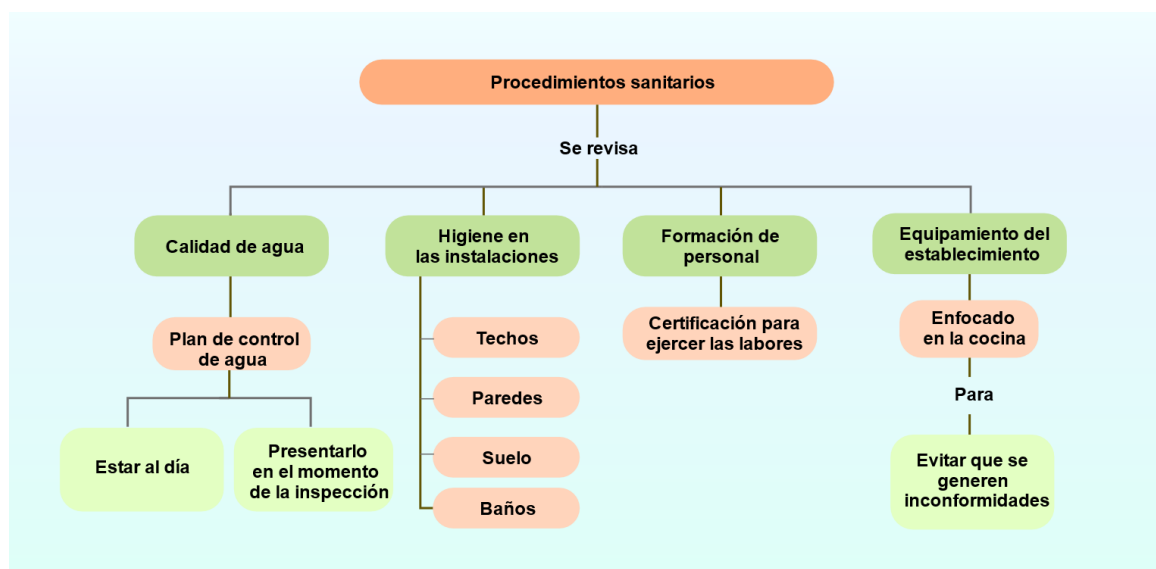 Procedimientos sanitarios
Se revisa
Calidad de agua
Higiene en
las instalaciones
Formación de
personal
Equipamiento del
establecimiento
Plan de control
de agua
Techos
Certificación para
ejercer las labores
Enfocado
en la cocina
Paredes
Para
Estar al día
Presentarlo
en el momento
de la inspección
Suelo
Baños
Evitar que se
generen
inconformidades